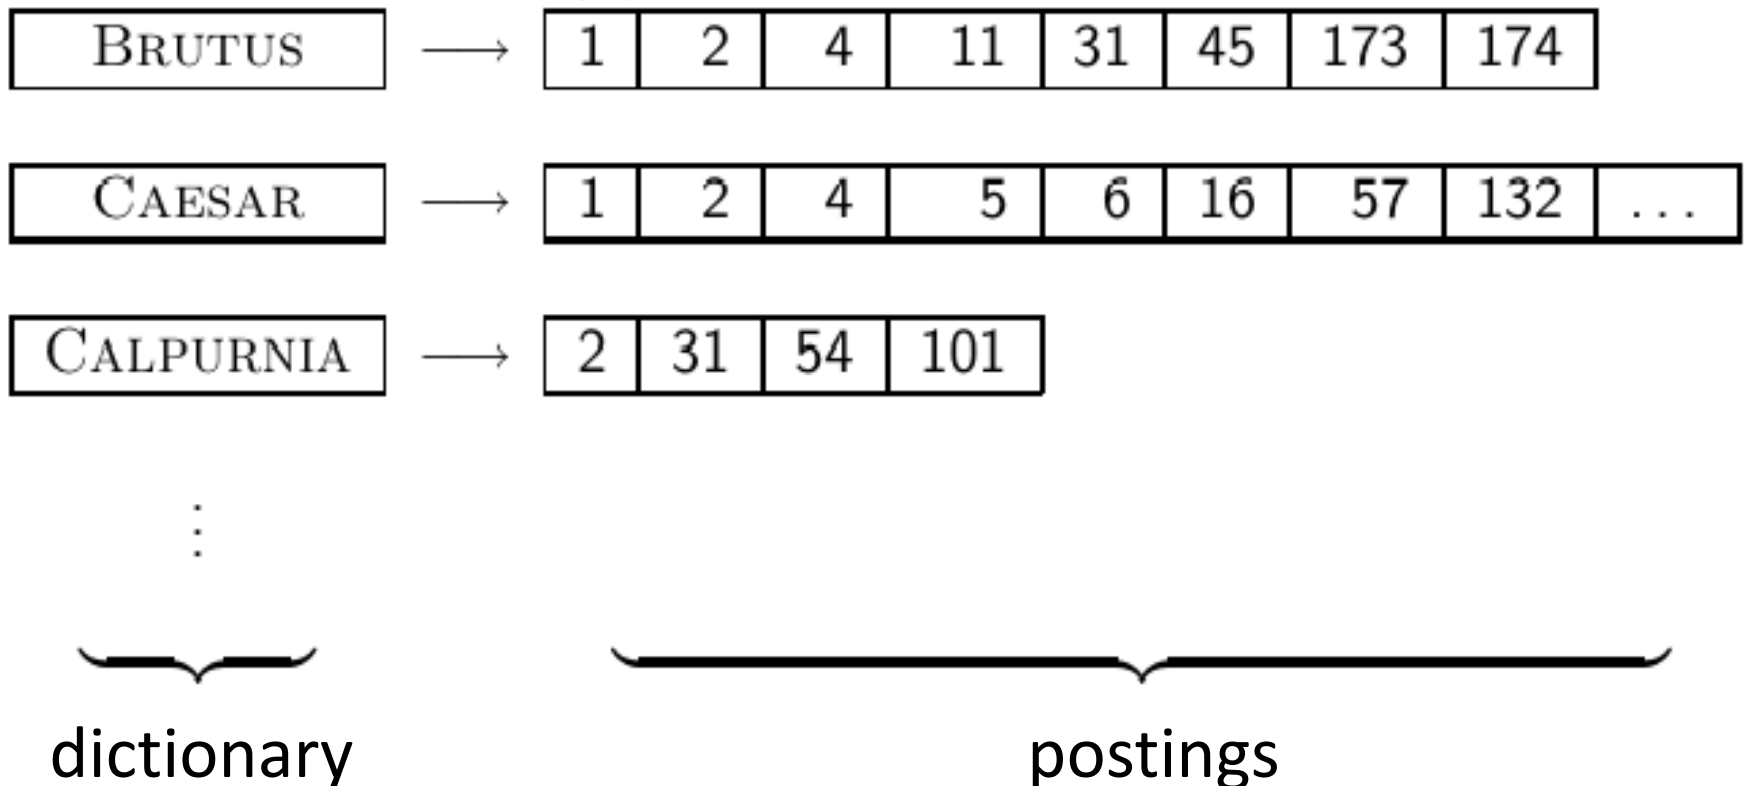 BRUTUS ⟶ 1 2 4 11 31 45 173 174
CAESAR ⟶ 1 2 4 5 6 16 57 132 ...
CALPURNIA ⟶ 2 31 54 101
⋮
dictionary postings